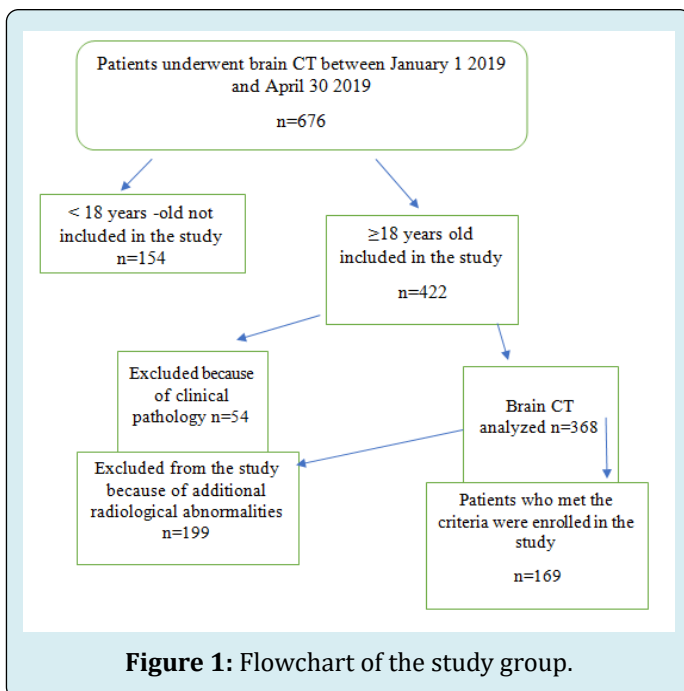 Patients underwent brain CT between January 1 2019
and April 30 2019
n=676
< 18 years -old not
included in the study
n=154
≥18 years old
included in the study
n=422
Excluded because
of clinical
pathology n=54
Brain CT
analyzed n=368
Excluded from the study
because of additional
radiological abnormalities
n=199
Patients who met the
criteria were enrolled in the
study
n=169
Figure 1: Flowchart of the study group.